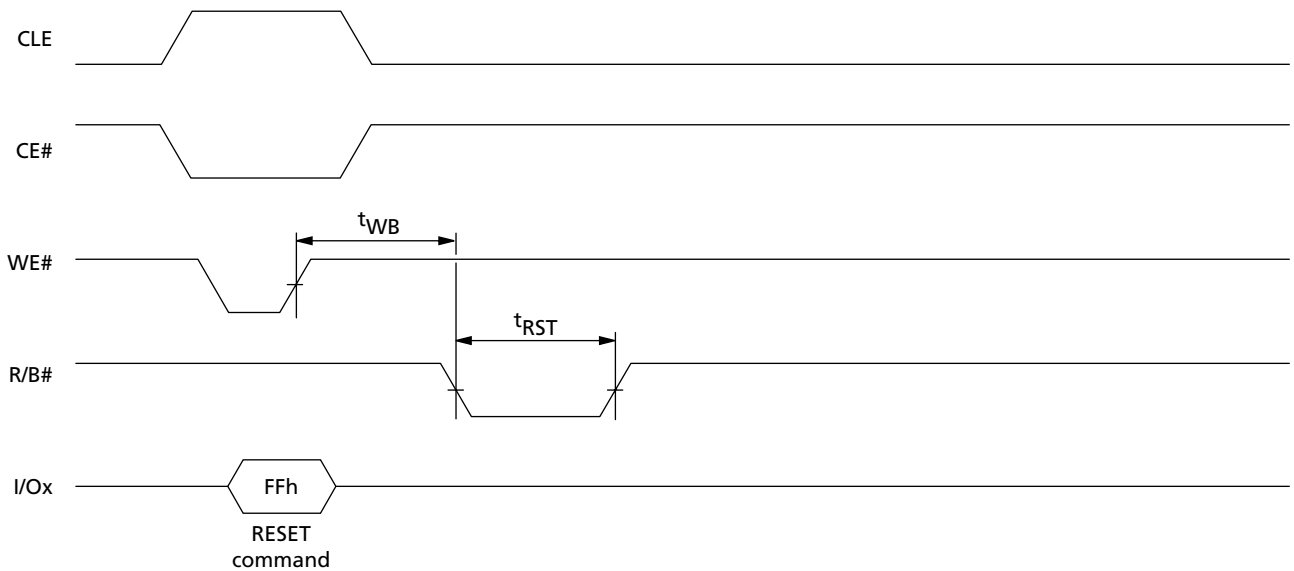 CLE
CE#
tWB
WE#
tRST
R/B#
I/Ox
FFh
RESET
command